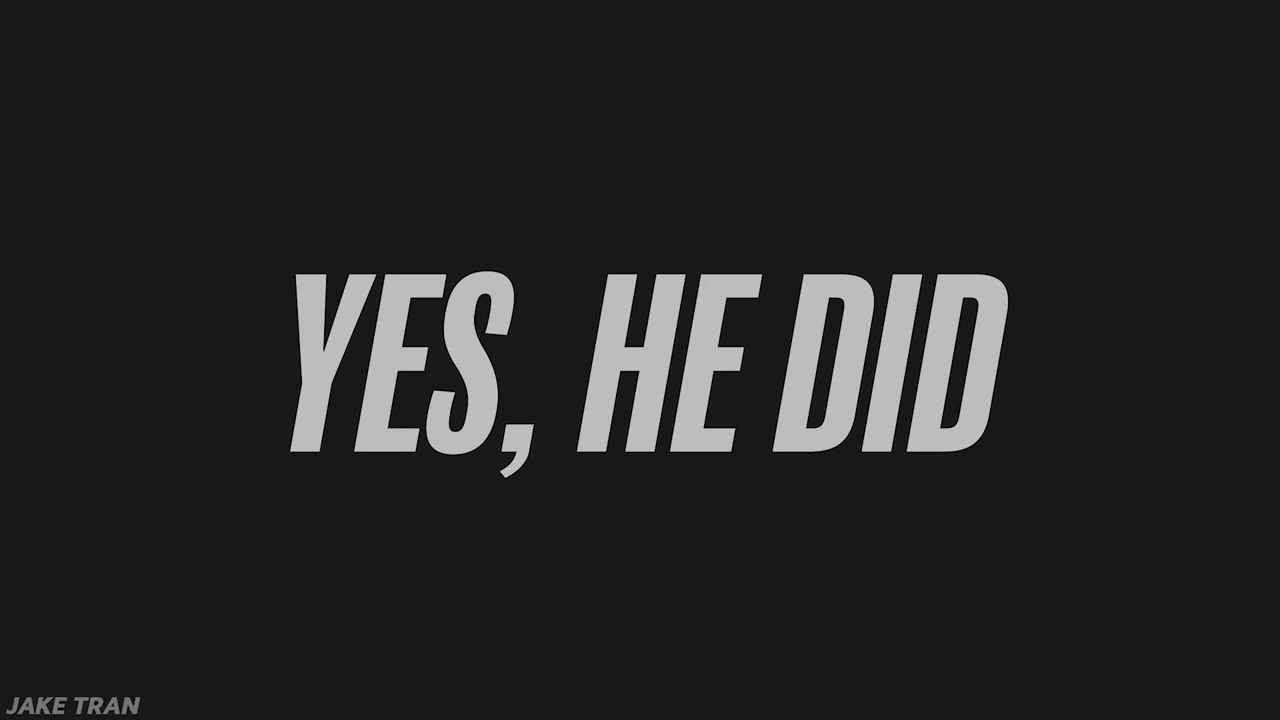 YES, HE DID
JAKE TRAN